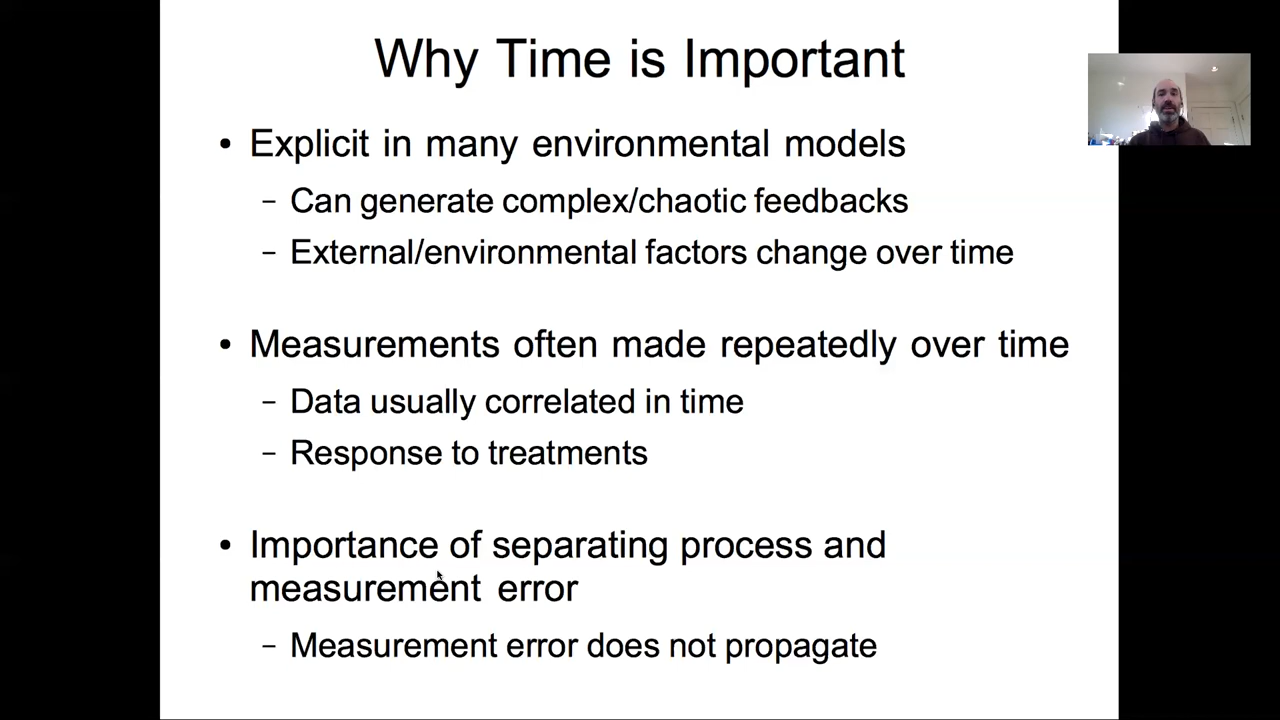 Why Time is Important
• Explicit in many environmental models
– Can generate complex/chaotic feedbacks
– External/environmental factors change over time
• Measurements often made repeatedly over time
– Data usually correlated in time
– Response to treatments
• Importance of separating process and
measurement error
– Measurement error does not propagate